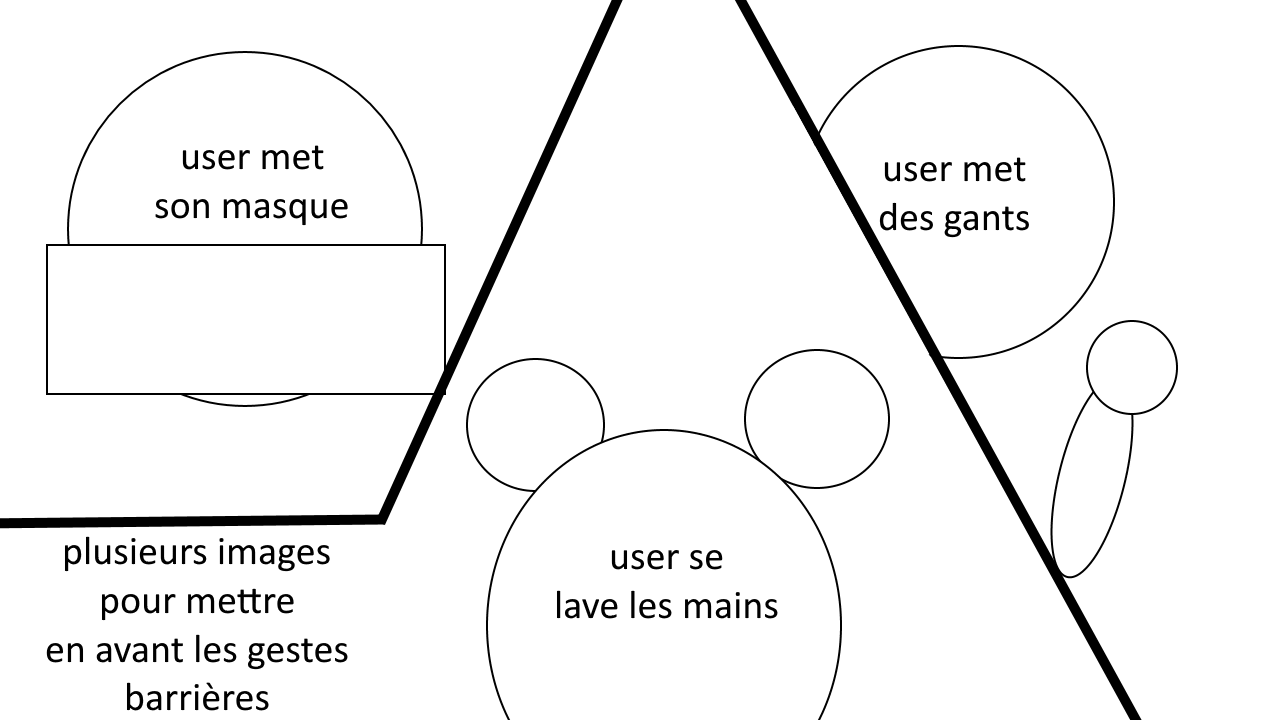 user met
son masque
user met
des gants
plusieurs images
pour mettre
en avant les gestes
barrières
user se
lave les mains